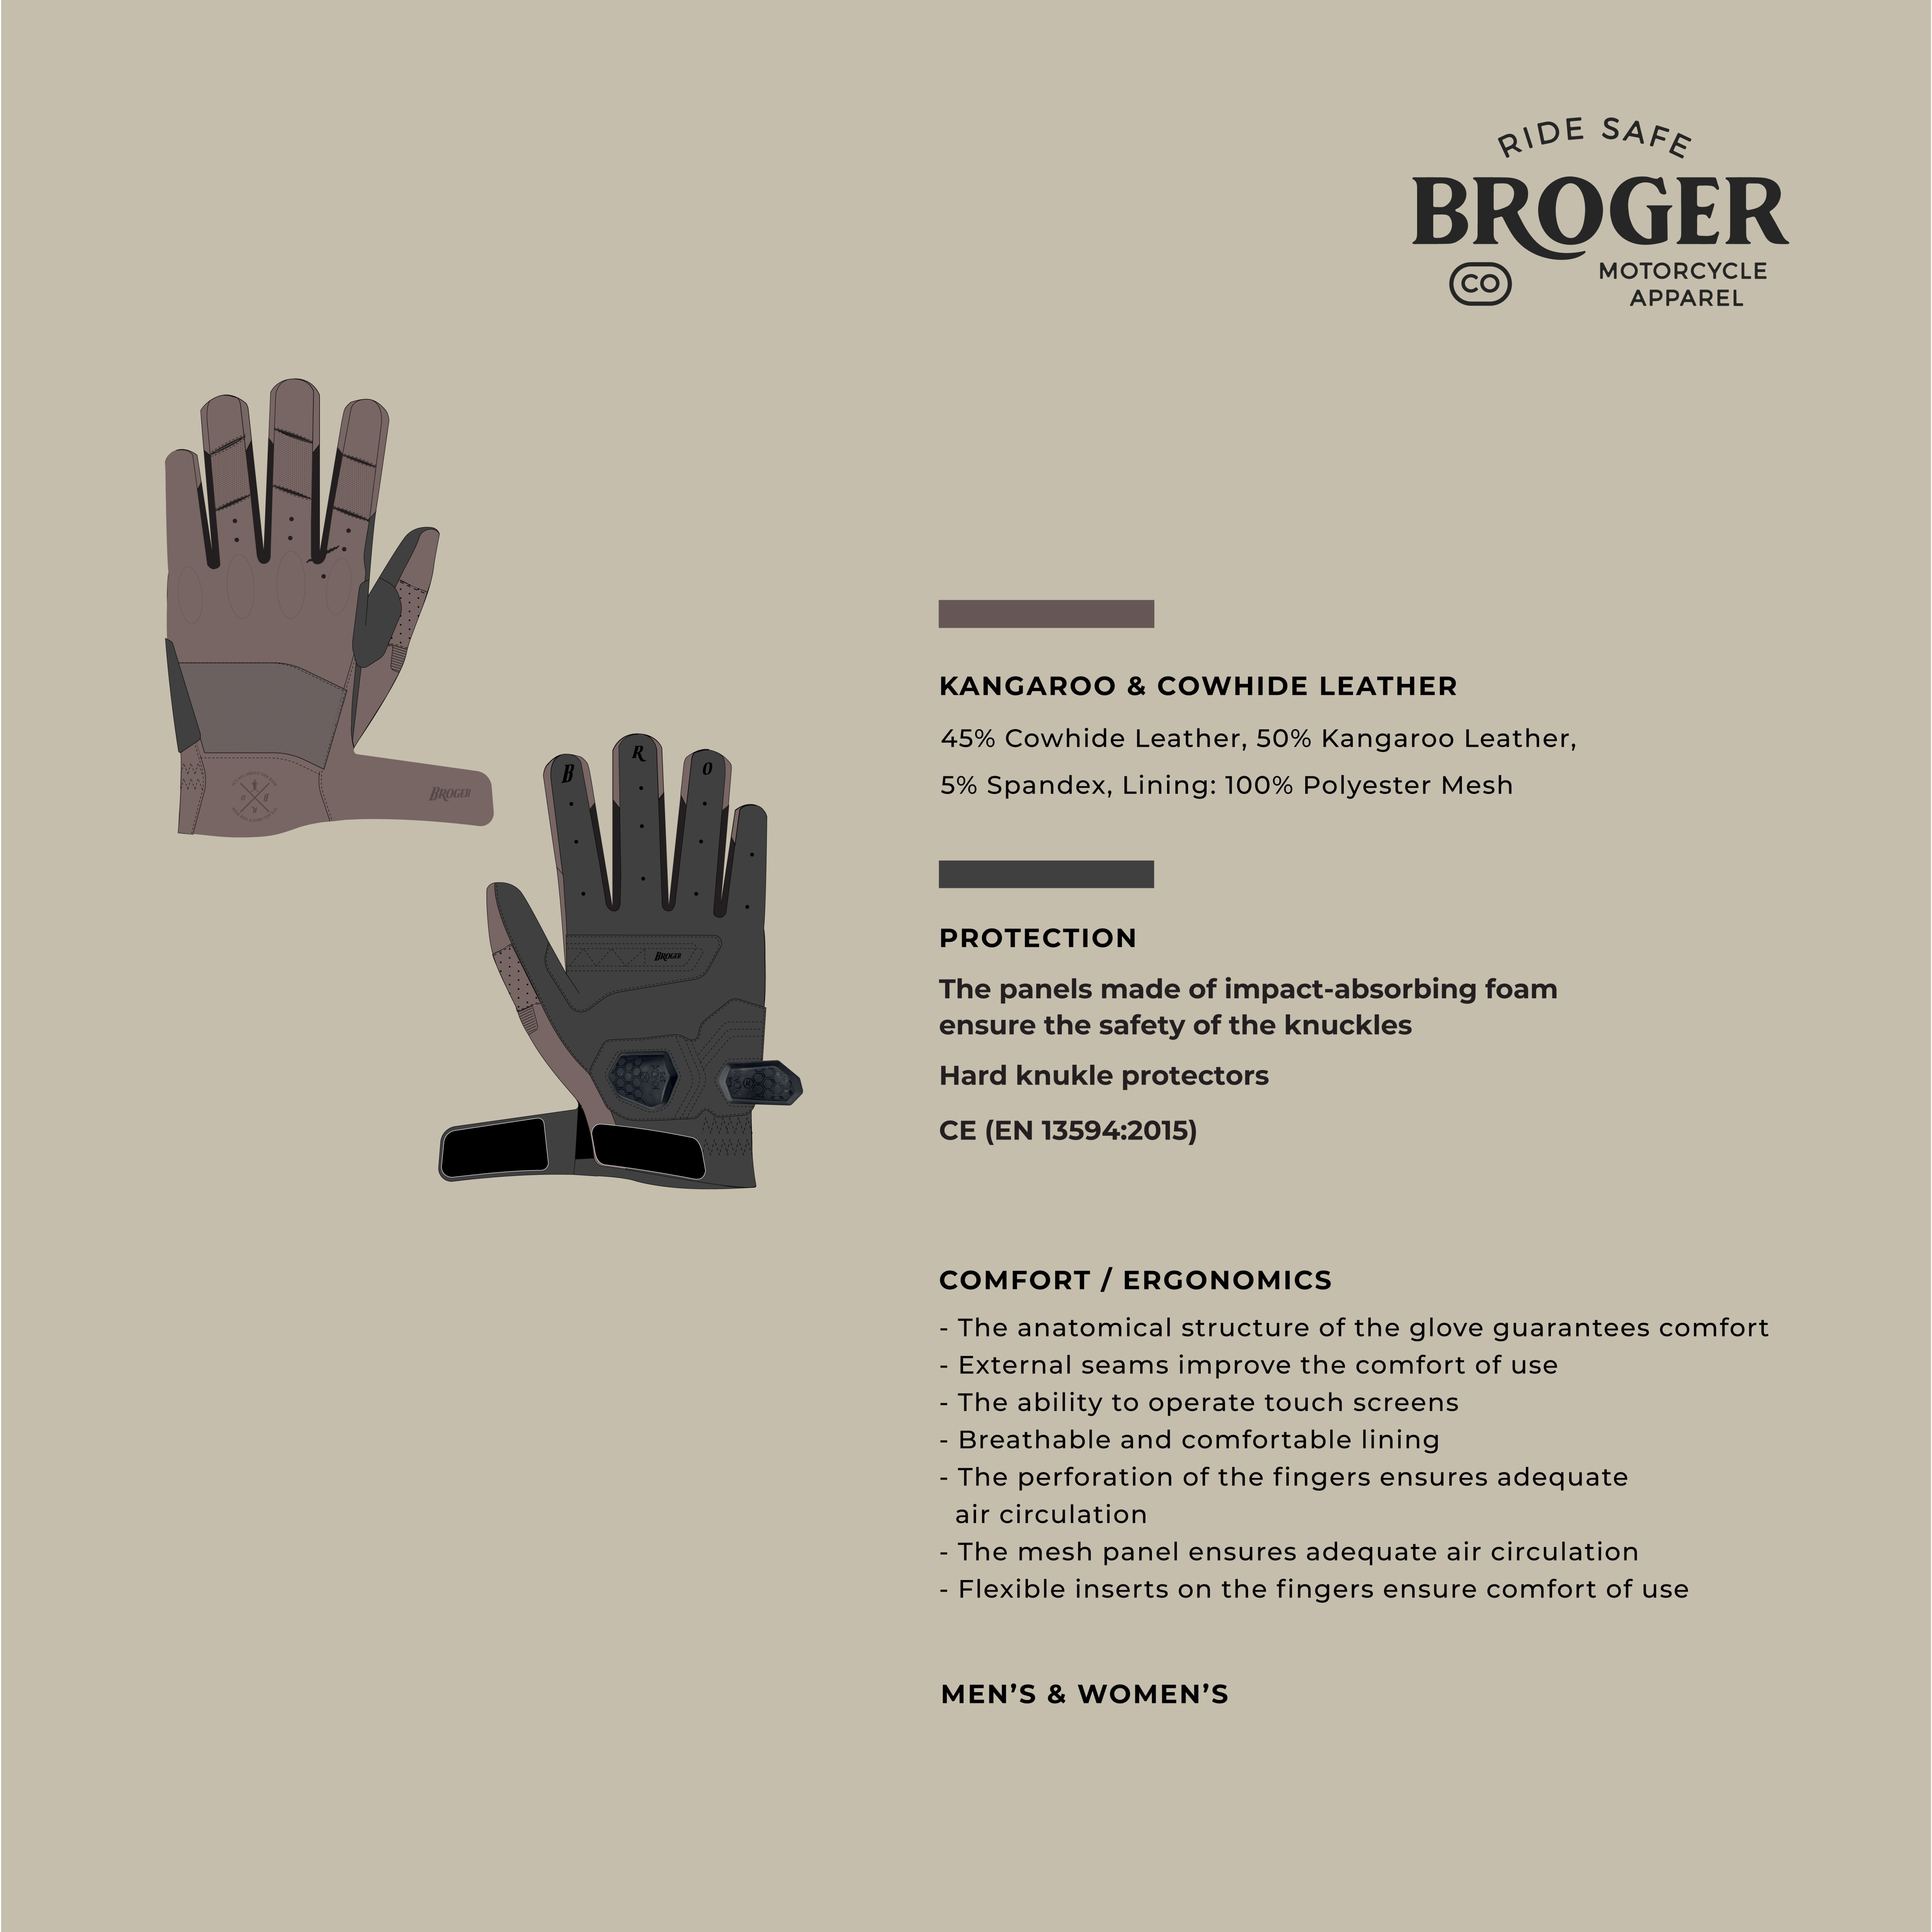 RIDE SAFE
BROGER
CO
MOTORCYCLE
APPAREL
BROGER
B
R
O
BROGER
KANGAROO & COWHIDE LEATHER
45% Cowhide Leather, 50% Kangaroo Leather,
5% Spandex, Lining: 100% Polyester Mesh
PROTECTION
The panels made of impact-absorbing foam
ensure the safety of the knuckles
Hard knukle protectors
CE (EN 13594:2015)
COMFORT / ERGONOMICS
- The anatomical structure of the glove guarantees comfort
- External seams improve the comfort of use
- The ability to operate touch screens
- Breathable and comfortable lining
- The perforation of the fingers ensures adequate
air circulation
- The mesh panel ensures adequate air circulation
- Flexible inserts on the fingers ensure comfort of use
MEN’S & WOMEN’S